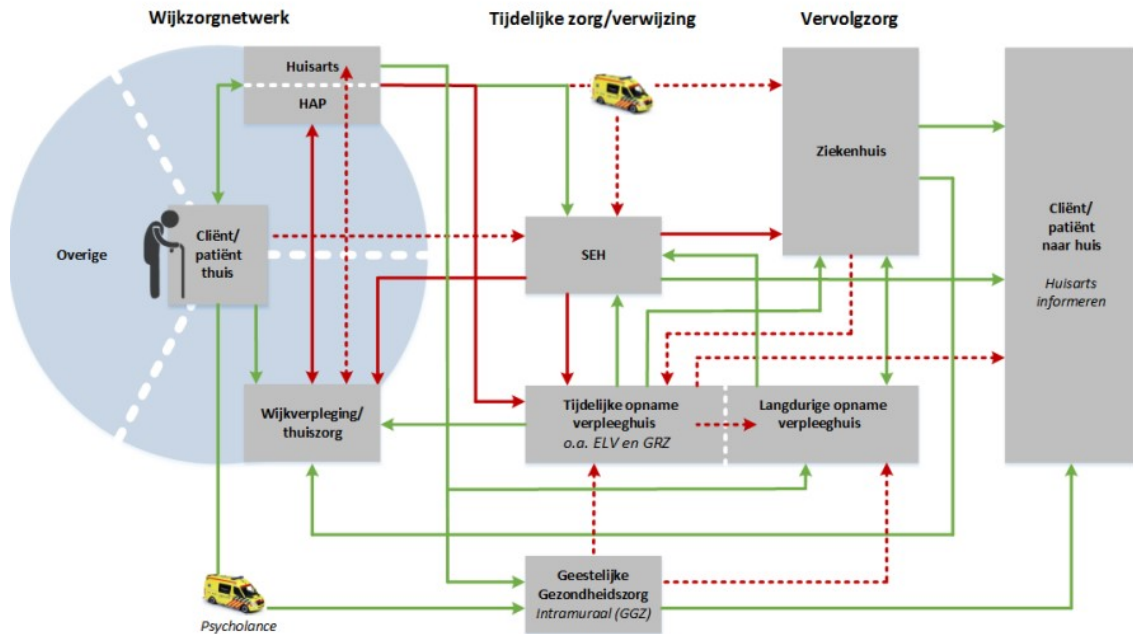 Wijkzorgnetwerk
Tijdelijke zorg/verwijzing
Vervolgzorg
Huisarts
HAP
Ziekenhuis
Cliënt/
patiënt
thuis
Overige
SEH
Cliënt/
patiënt
naar huis
Huisarts
informeren
Wijkverpleging/
thuiszorg
Tijdelijke opname
verpleeghuis
o.a. ELV en GRZ
Langdurige opname
verpleeghuis
Geestelijke
Gezondheidszorg
Intramuraal (GGZ)
Psycholance